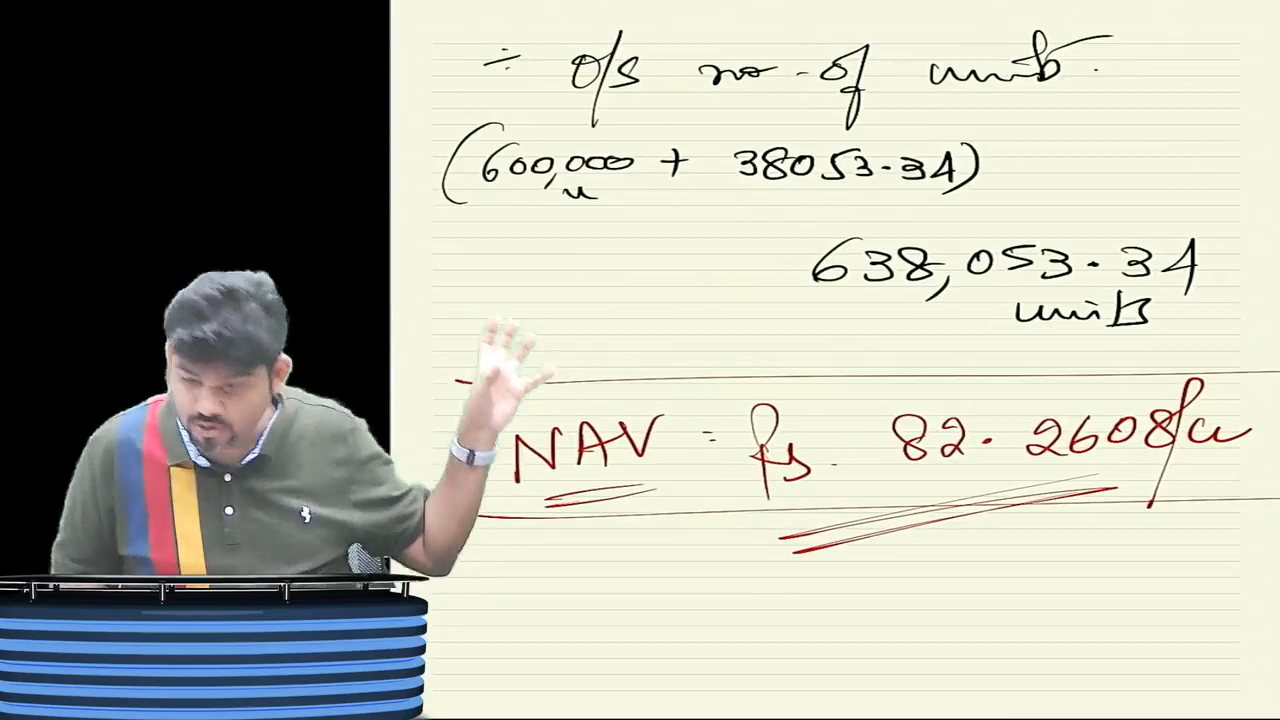 ÷ o/s no. of units.
(600,000 + 38053.34)
u
638,053.34
units
NAV = Rs. 82.2608/u